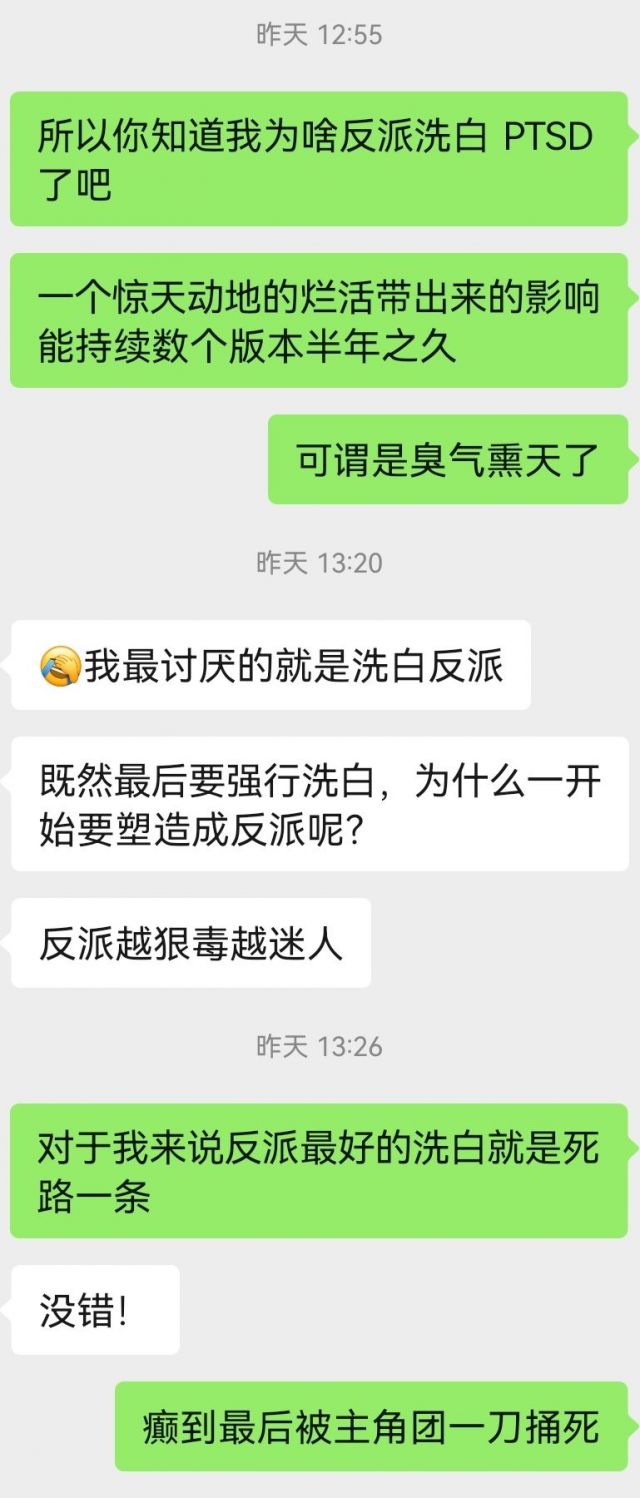 昨天 12:55
所以你知道我为啥反派洗白 PTSD
了吧
一个惊天动地的烂活带出来的影响
能持续数个版本半年之久
可谓是臭气熏天了
昨天 13:20
🤦我最讨厌的就是洗白反派
既然最后要强行洗白，为什么一开
始要塑造成反派呢？
反派越狠毒越迷人
昨天 13:26
对于我来说反派最好的洗白就是死
路一条
没错！
癫到最后被主角团一刀捅死